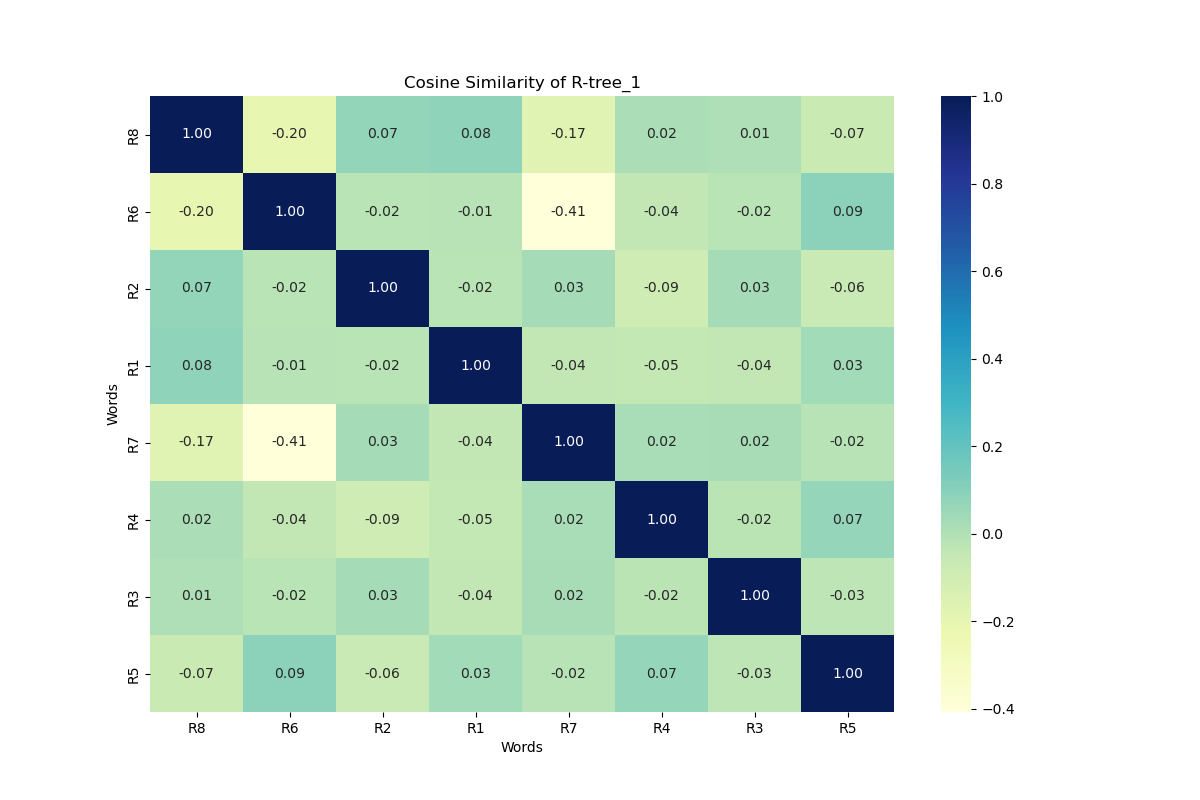 Cosine Similarity of R-tree_1
R8 1.00 -0.20 0.07 0.08 -0.17 0.02 0.01 -0.07
R6 -0.20 1.00 -0.02 -0.01 -0.41 -0.04 -0.02 0.09
R2 0.07 -0.02 1.00 -0.02 0.03 -0.09 0.03 -0.06
R1 0.08 -0.01 -0.02 1.00 -0.04 -0.05 -0.04 0.03
Words
R7 -0.17 -0.41 0.03 -0.04 1.00 0.02 0.02 -0.02
R4 0.02 -0.04 -0.09 -0.05 0.02 1.00 -0.02 0.07
R3 0.01 -0.02 0.03 -0.04 0.02 -0.02 1.00 -0.03
R5 -0.07 0.09 -0.06 0.03 -0.02 0.07 -0.03 1.00
R8 R6 R2 R1 R7 R4 R3 R5
Words
1.0
0.8
0.6
0.4
0.2
0.0
−0.2
−0.4